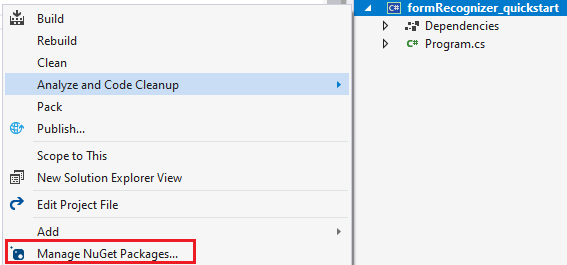 Build
Rebuild
Clean
Analyze and Code Cleanup
Pack
Publish...
Scope to This
New Solution Explorer View
Edit Project File
Add
Manage NuGet Packages...
C# formRecognizer_quickstart
Dependencies
C# Program.cs